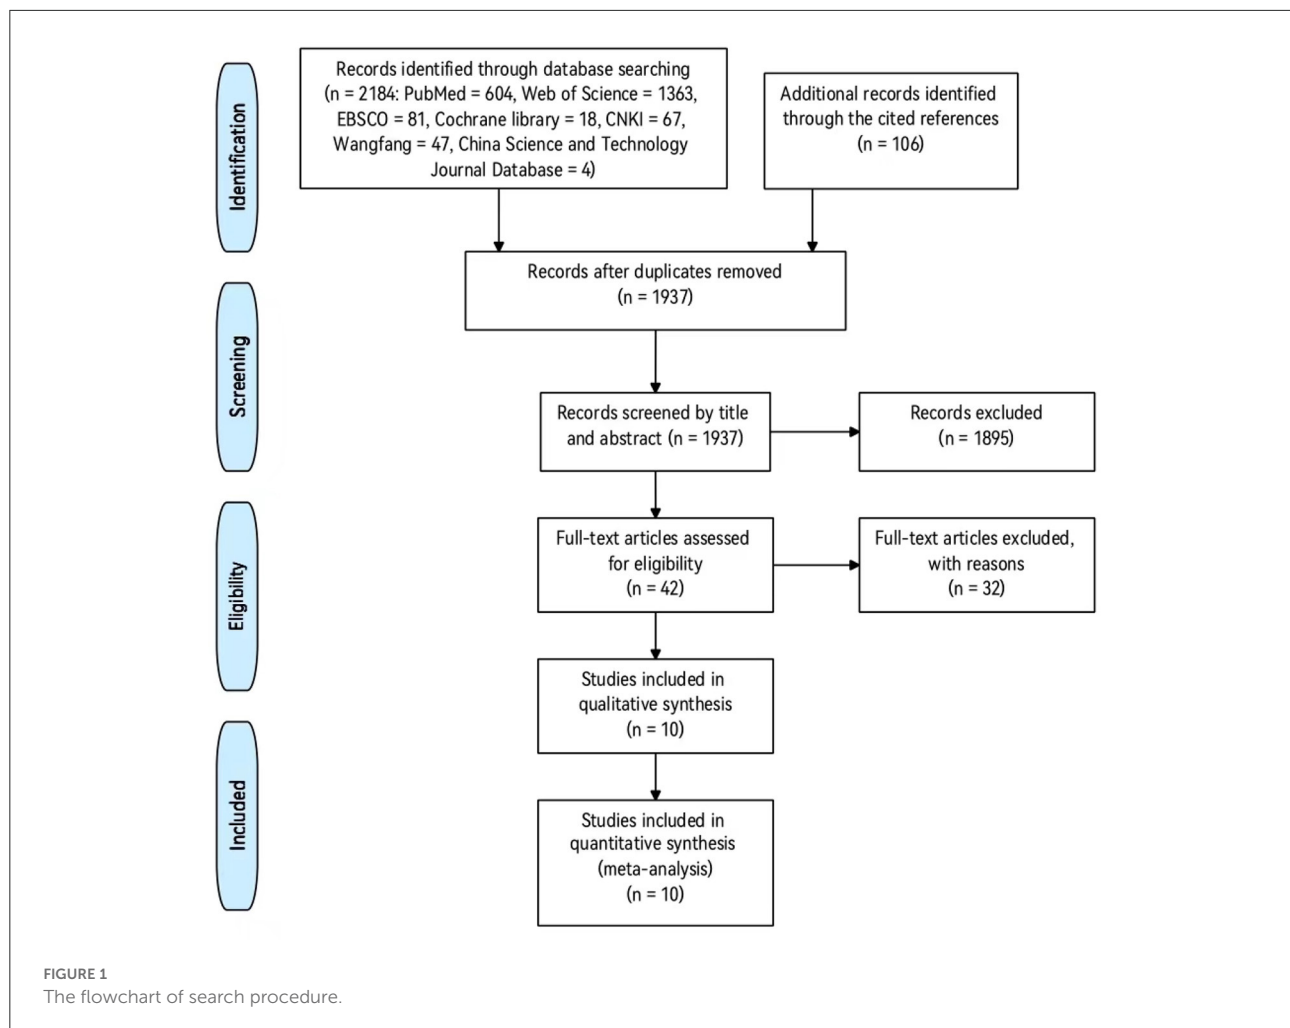 Identification
Records identified through database searching
(n = 2184: PubMed = 604, Web of Science = 1363,
EBSCO = 81, Cochrane library = 18, CNKI = 67,
Wangfang = 47, China Science and Technology
Journal Database = 4)
Additional records identified
through the cited references
(n = 106)
Records after duplicates removed
(n = 1937)
Screening
Records screened by title
and abstract (n = 1937)
Records excluded
(n = 1895)
Eligibility
Full-text articles assessed
for eligibility
(n = 42)
Full-text articles excluded,
with reasons
(n = 32)
Studies included in
qualitative synthesis
(n = 10)
Included
Studies included in
quantitative synthesis
(meta-analysis)
(n = 10)
FIGURE 1
The flowchart of search procedure.